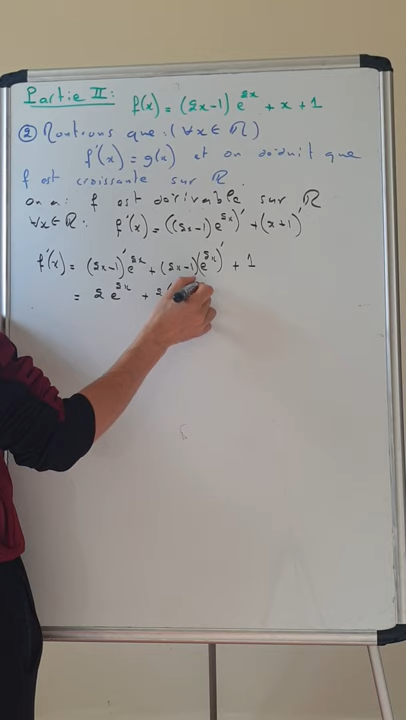 Partie II: f(x) = (2x-1) e^{2x} + x + 1
② Montrons que: (∀x ∈ ℝ)
f'(x) = g(x) et on déduit que
f est croissante sur ℝ.
on a: f est dérivable sur ℝ
∀x ∈ ℝ: f'(x) = ((2x-1) e^{2x})' + (x+1)'
f'(x) = (2x-1)' e^{2x} + (2x-1)(e^{2x})' + 1
= 2 e^{2x} + 2